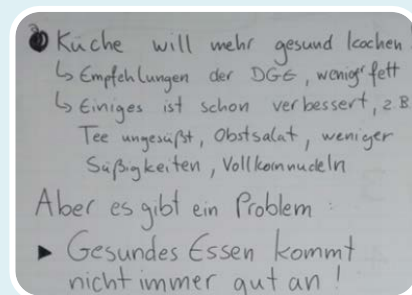 Küche will mehr gesund kochen
↳ Empfehlungen der DGE, wenig fett
↳ Einiges ist schon verbessert, z.B
Tee ungesüßt, Obstsalat, weniger
Süßigkeiten, Vollkornnudeln
Aber es gibt ein Problem :
► Gesundes Essen kommt
nicht immer gut an !